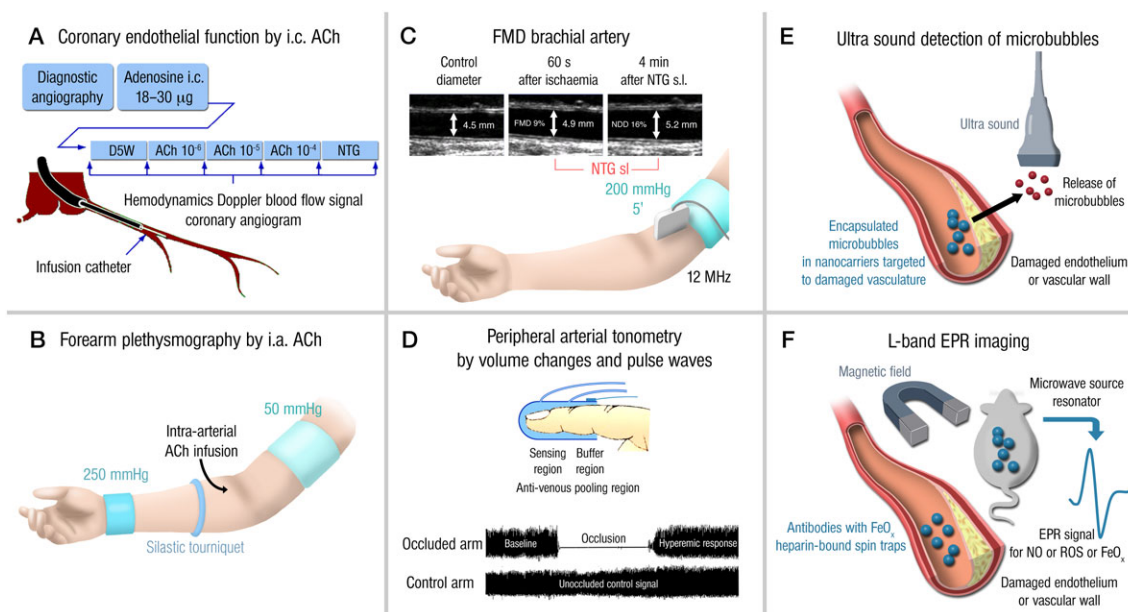 A Coronary endothelial function by i.c. ACh
Diagnostic
angiography
Adenosine i.c.
18–30 µg
D5W
ACh 10-6
ACh 10-5
ACh 10-4
NTG
Hemodynamics Doppler blood flow signal
coronary angiogram
Infusion catheter
B Forearm plethysmography by i.a. ACh
50 mmHg
Intra-arterial
ACh infusion
250 mmHg
Silastic tourniquet
C FMD brachial artery
Control
diameter
60 s
after ischaemia
4 min
after NTG s.l.
4.5 mm
FMD 9%
4.9 mm
NDD 16%
5.2 mm
NTG sl
200 mmHg
5’
12 MHz
D Peripheral arterial tonometry
by volume changes and pulse waves
Sensing
region
Buffer
region
Anti-venous pooling region
Occluded arm
Baseline
Occlusion
Hyperemic response
Control arm
Unoccluded control signal
E Ultra sound detection of microbubbles
Ultra sound
Release of
microbubbles
Encapsulated
microbubbles
in nanocarriers targeted
to damaged vasculature
Damaged endothelium
or vascular wall
F L-band EPR imaging
Magnetic field
Microwave source
resonator
Antibodies with FeOx
heparin-bound spin traps
EPR signal
for NO or ROS or FeOx
Damaged endothelium
or vascular wall